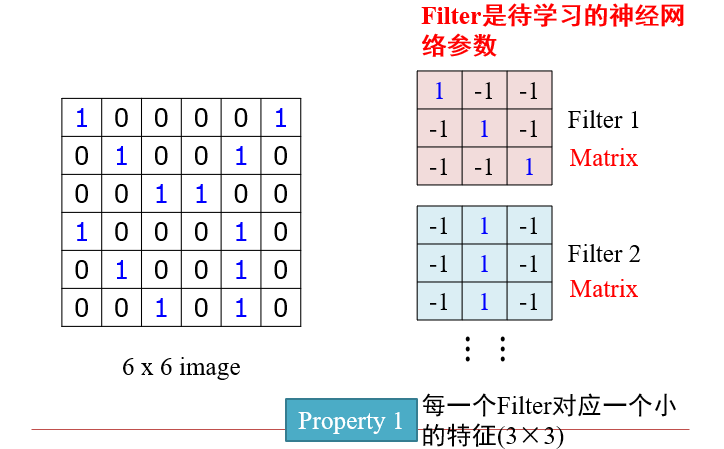 Filter是待学习的神经网
络参数
1 0 0 0 0 1
0 1 0 0 1 0
0 0 1 1 0 0
1 0 0 0 1 0
0 1 0 0 1 0
0 0 1 0 1 0
6 x 6 image
1 -1 -1
-1 1 -1
-1 -1 1
Filter 1
Matrix
-1 1 -1
-1 1 -1
-1 1 -1
Filter 2
Matrix
⋮ ⋮
Property 1
每一个Filter对应一个小
的特征(3×3)